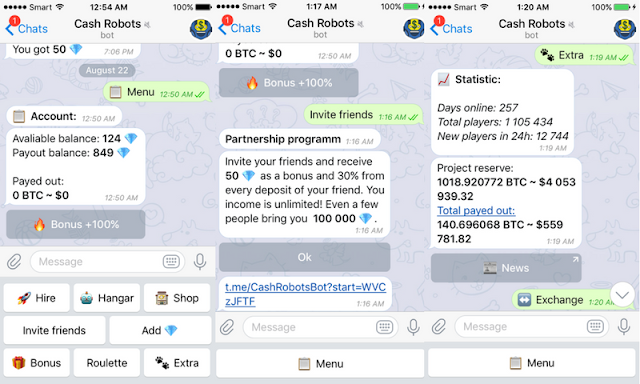 Smart 12:54 AM 100%
1
Chats
Cash Robots
bot
You got 50 💎 7:06 PM
August 22
📋 Menu 12:50 AM
📋 Account: 12:50 AM
Avaliable balance: 124 💎
Payout balance: 849 💎
Payed out:
0 BTC ~ $0 12:50 AM
🔥 Bonus +100%
Message
🚀 Hire
🤖 Hangar
🏪 Shop
Invite friends
Add 💎
🎁 Bonus
Roulette
🐾 Extra
Smart 1:17 AM 100%
1
Chats
Cash Robots
bot
0 BTC ~ $0
🔥 Bonus +100%
Invite friends 1:16 AM
Partnership programm 1:16 AM
Invite your friends and receive
50 💎 as a bonus and 30% from
every deposit of your friend. You
income is unlimited! Even a few
people bring you 100 000 💎.
1:16 AM
Ok
t.me/CashRobotsBot?start=WVC
zJFTF 1:16 AM
Message
📋 Menu
Smart 1:20 AM 100%
1
Chats
Cash Robots
bot
🐾 Extra 1:19 AM
📈 Statistic:
Days online: 257
Total players: 1 105 434
New players in 24h: 12 744
1:19 AM
Project reserve:
1018.920772 BTC ~ $4 053
939.32
Total payed out:
140.696068 BTC ~ $559
781.82 1:19 AM
📰 News
↔️ Exchange 1:20 AM
Message
📋 Menu